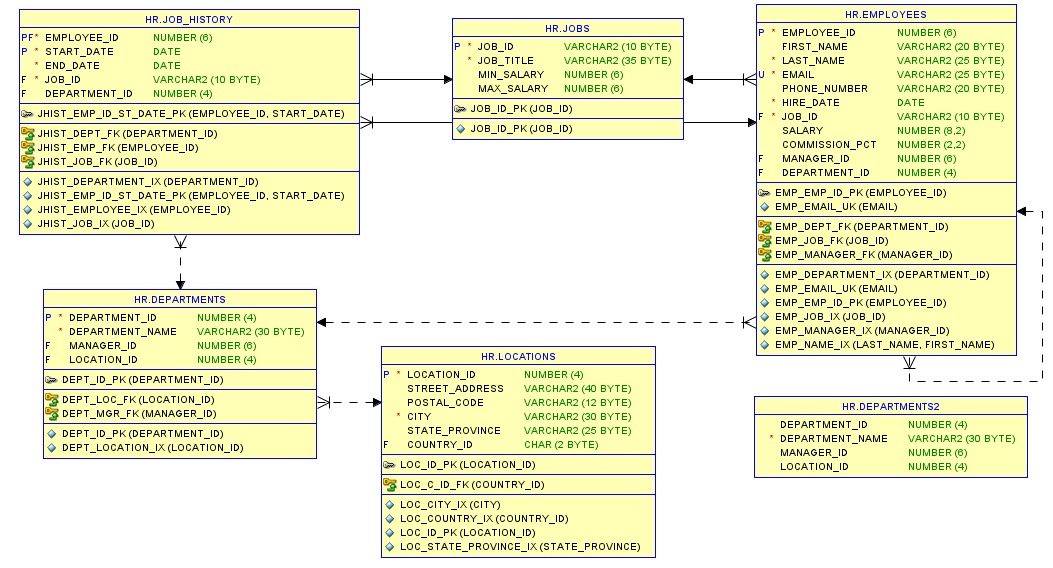 HR.JOB_HISTORY
PF* EMPLOYEE_ID NUMBER (6)
P * START_DATE DATE
* END_DATE DATE
F * JOB_ID VARCHAR2 (10 BYTE)
F DEPARTMENT_ID NUMBER (4)
JHIST_EMP_ID_ST_DATE_PK (EMPLOYEE_ID, START_DATE)
JHIST_DEPT_FK (DEPARTMENT_ID)
JHIST_EMP_FK (EMPLOYEE_ID)
JHIST_JOB_FK (JOB_ID)
JHIST_DEPARTMENT_IX (DEPARTMENT_ID)
JHIST_EMP_ID_ST_DATE_PK (EMPLOYEE_ID, START_DATE)
JHIST_EMPLOYEE_IX (EMPLOYEE_ID)
JHIST_JOB_IX (JOB_ID)
HR.JOBS
P * JOB_ID VARCHAR2 (10 BYTE)
* JOB_TITLE VARCHAR2 (35 BYTE)
MIN_SALARY NUMBER (6)
MAX_SALARY NUMBER (6)
JOB_ID_PK (JOB_ID)
JOB_ID_PK (JOB_ID)
HR.EMPLOYEES
P * EMPLOYEE_ID NUMBER (6)
FIRST_NAME VARCHAR2 (20 BYTE)
* LAST_NAME VARCHAR2 (25 BYTE)
U * EMAIL VARCHAR2 (25 BYTE)
PHONE_NUMBER VARCHAR2 (20 BYTE)
* HIRE_DATE DATE
F * JOB_ID VARCHAR2 (10 BYTE)
SALARY NUMBER (8,2)
COMMISSION_PCT NUMBER (2,2)
F MANAGER_ID NUMBER (6)
F DEPARTMENT_ID NUMBER (4)
EMP_EMP_ID_PK (EMPLOYEE_ID)
EMP_EMAIL_UK (EMAIL)
EMP_DEPT_FK (DEPARTMENT_ID)
EMP_JOB_FK (JOB_ID)
EMP_MANAGER_FK (MANAGER_ID)
EMP_DEPARTMENT_IX (DEPARTMENT_ID)
EMP_EMAIL_UK (EMAIL)
EMP_EMP_ID_PK (EMPLOYEE_ID)
EMP_JOB_IX (JOB_ID)
EMP_MANAGER_IX (MANAGER_ID)
EMP_NAME_IX (LAST_NAME, FIRST_NAME)
HR.DEPARTMENTS
P * DEPARTMENT_ID NUMBER (4)
* DEPARTMENT_NAME VARCHAR2 (30 BYTE)
F MANAGER_ID NUMBER (6)
F LOCATION_ID NUMBER (4)
DEPT_ID_PK (DEPARTMENT_ID)
DEPT_LOC_FK (LOCATION_ID)
DEPT_MGR_FK (MANAGER_ID)
DEPT_ID_PK (DEPARTMENT_ID)
DEPT_LOCATION_IX (LOCATION_ID)
HR.LOCATIONS
P * LOCATION_ID NUMBER (4)
STREET_ADDRESS VARCHAR2 (40 BYTE)
POSTAL_CODE VARCHAR2 (12 BYTE)
* CITY VARCHAR2 (30 BYTE)
STATE_PROVINCE VARCHAR2 (25 BYTE)
F COUNTRY_ID CHAR (2 BYTE)
LOC_ID_PK (LOCATION_ID)
LOC_C_ID_FK (COUNTRY_ID)
LOC_CITY_IX (CITY)
LOC_COUNTRY_IX (COUNTRY_ID)
LOC_ID_PK (LOCATION_ID)
LOC_STATE_PROVINCE_IX (STATE_PROVINCE)
HR.DEPARTMENTS2
DEPARTMENT_ID NUMBER (4)
* DEPARTMENT_NAME VARCHAR2 (30 BYTE)
MANAGER_ID NUMBER (6)
LOCATION_ID NUMBER (4)